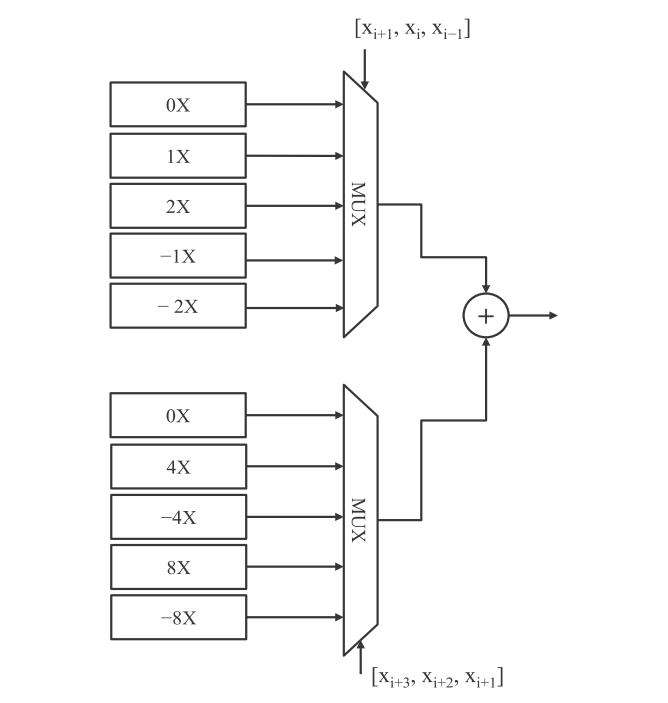 [x_{i+1}, x_i, x_{i−1}]
0X
1X
2X
−1X
− 2X
MUX
+
0X
4X
−4X
8X
−8X
MUX
[x_{i+3}, x_{i+2}, x_{i+1}]